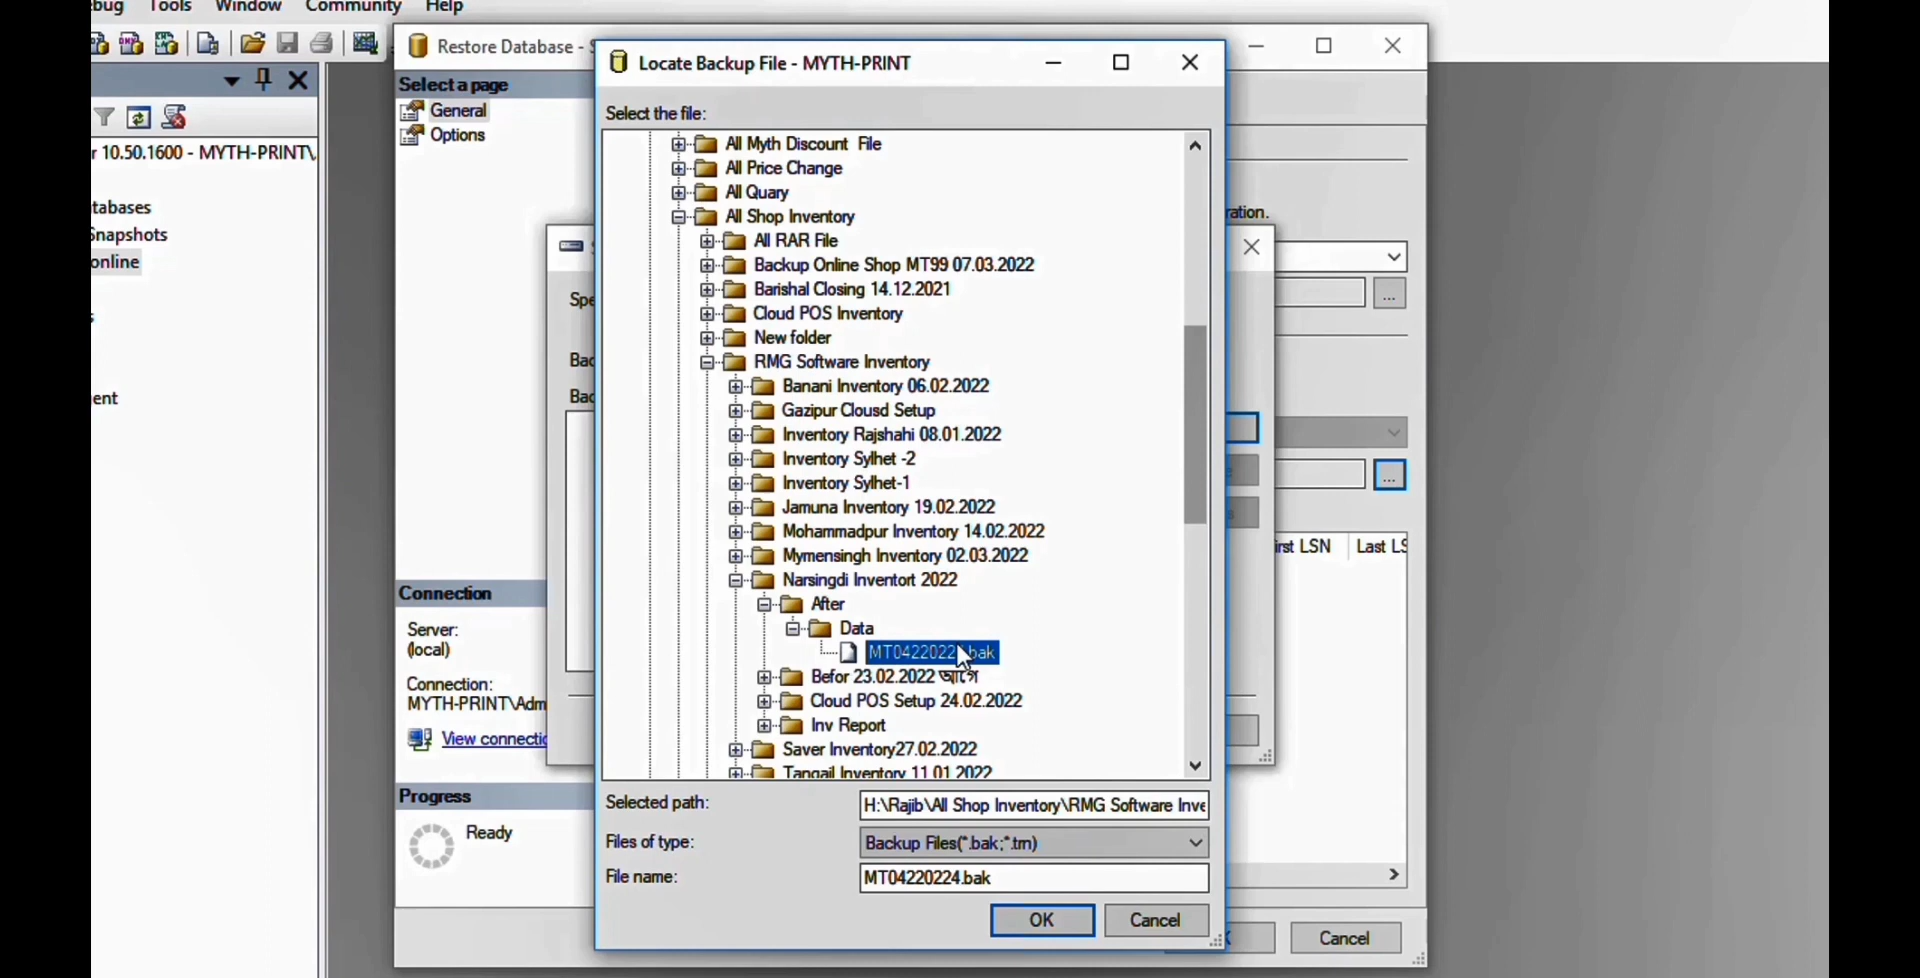 Tools Window Community Help
Restore Database -
Select a page
General
Options
10.50.1600 - MYTH-PRINT\
Snapshots
online
Connection
Server:
(local)
Connection:
MYTH-PRINT\Adm
View connectio
Progress
Ready
Locate Backup File - MYTH-PRINT
Select the file:
All Myth Discount File
All Price Change
All Quary
All Shop Inventory
All RAR File
Backup Online Shop MT99 07.03.2022
Barishal Closing 14.12.2021
Cloud POS Inventory
New folder
RMG Software Inventory
Banani Inventory 06.02.2022
Gazipur Clousd Setup
Inventory Rajshahi 08.01.2022
Inventory Sylhet -2
Inventory Sylhet-1
Jamuna Inventory 19.02.2022
Mohammadpur Inventory 14.02.2022
Mymensingh Inventory 02.03.2022
Narsingdi Inventort 2022
After
Data
MT0422022 .bak
Befor 23.02.2022 আগে
Cloud POS Setup 24.02.2022
Inv Report
Saver Inventory27.02.2022
Tangail Inventory 11.01.2022
Selected path: H:\Rajib\All Shop Inventory\RMG Software Inve
Files of type: Backup Files(*.bak;*.trn)
File name: MT04220224.bak
OK Cancel
ration.
...
...
irst LSN Last LS
Cancel